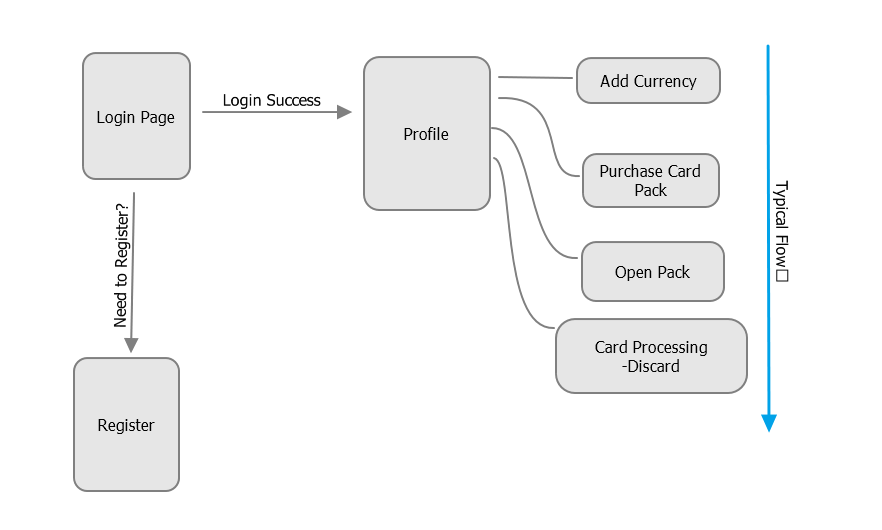 Login Page
Login Success
Profile
Add Currency
Purchase Card
Pack
Open Pack
Card Processing
-Discard
Need to Register?
Register
Typical Flow□